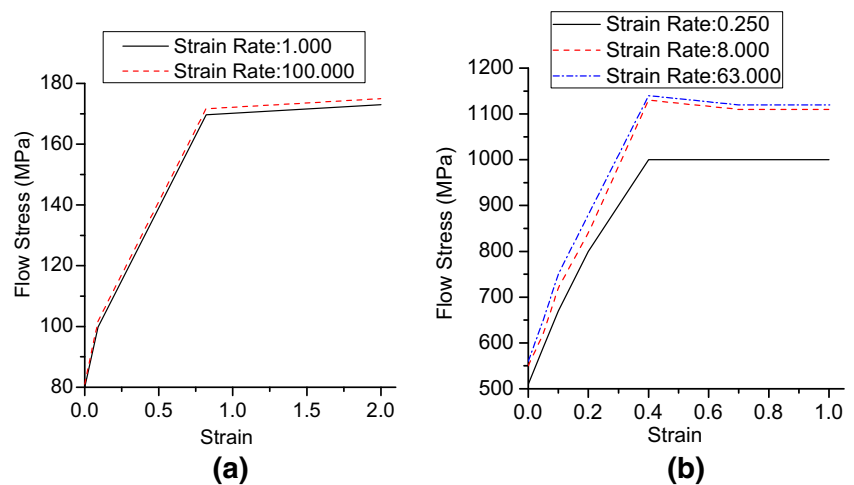 Strain Rate:1.000
Strain Rate:100.000
180
160
140
120
100
80
Flow Stress (MPa)
0.0 0.5 1.0 1.5 2.0
Strain
(a)
Strain Rate:0.250
Strain Rate:8.000
Strain Rate:63.000
1200
1100
1000
900
800
700
600
500
Flow Stress (MPa)
0.0 0.2 0.4 0.6 0.8 1.0
Strain
(b)